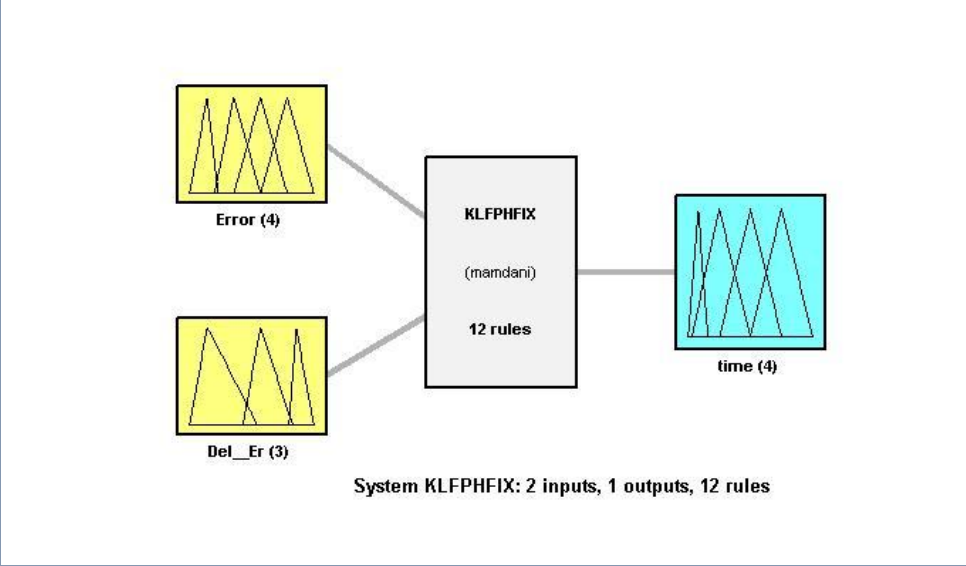 Error (4)
KLFPHFIX
(mamdani)
12 rules
time (4)
Del__Er (3)
System KLFPHFIX: 2 inputs, 1 outputs, 12 rules